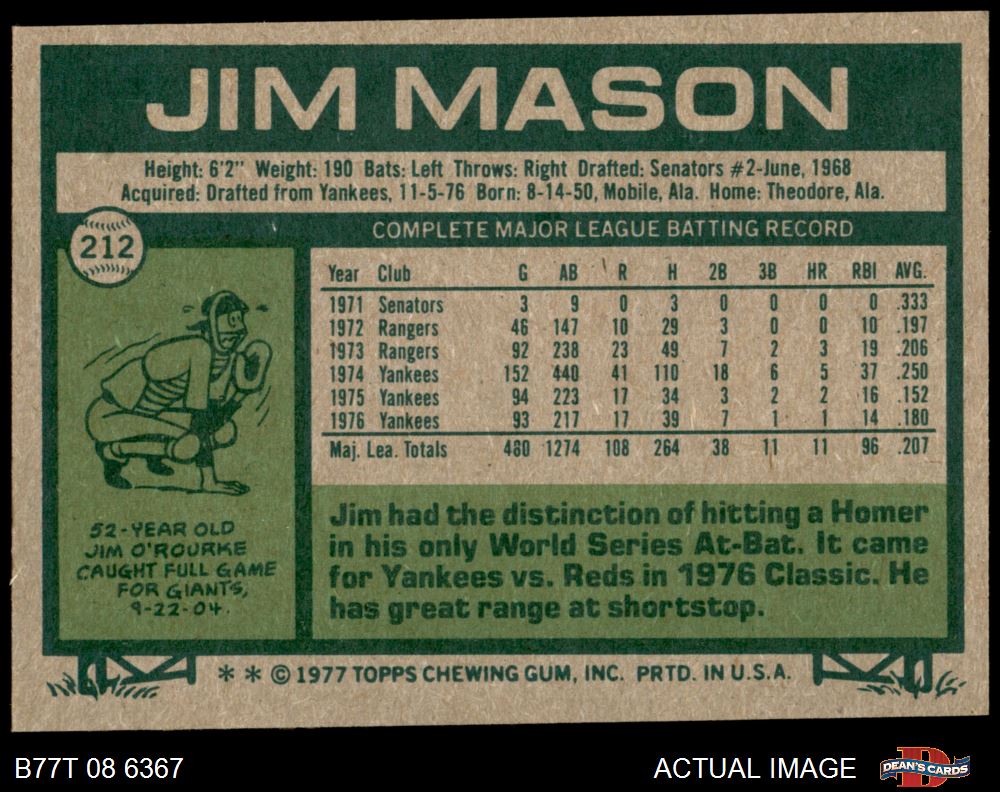 JIM MASON
Height: 6'2" Weight: 190 Bats: Left Throws: Right Drafted: Senators #2-June, 1968
Acquired: Drafted from Yankees, 11-5-76 Born: 8-14-50, Mobile, Ala. Home: Theodore, Ala.
212
COMPLETE MAJOR LEAGUE BATTING RECORD
Year Club G AB R H 2B 3B HR RBI AVG.
1971 Senators 3 9 0 3 0 0 0 0 .333
1972 Rangers 46 147 10 29 3 0 0 10 .197
1973 Rangers 92 238 23 49 7 2 3 19 .206
1974 Yankees 152 440 41 110 18 6 5 37 .250
1975 Yankees 94 223 17 34 3 2 2 16 .152
1976 Yankees 93 217 17 39 7 1 1 14 .180
Maj. Lea. Totals 480 1274 108 264 38 11 11 96 .207
52-YEAR OLD
JIM O'ROURKE
CAUGHT FULL GAME
FOR GIANTS,
9-22-04.
Jim had the distinction of hitting a Homer
in his only World Series At-Bat. It came
for Yankees vs. Reds in 1976 Classic. He
has great range at shortstop.
* * © 1977 TOPPS CHEWING GUM, INC. PRTD. IN U.S.A.
B77T 08 6367
ACTUAL IMAGE
D
DEAN'S CARDS